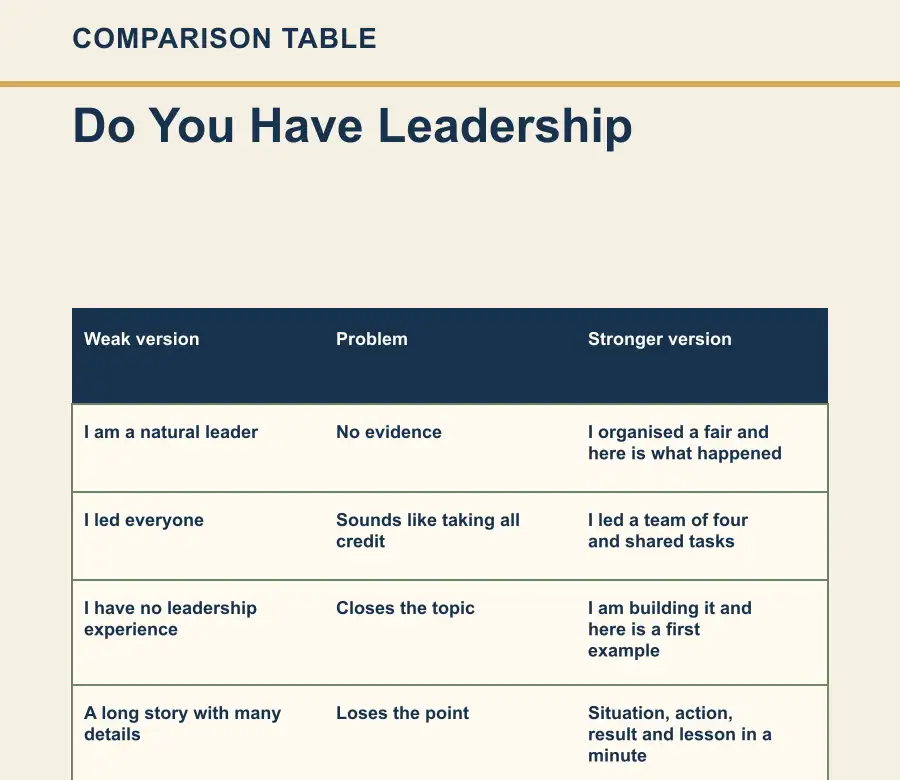 COMPARISON TABLE
Do You Have Leadership
Weak version
Problem
Stronger version
I am a natural leader
No evidence
I organised a fair and
here is what happened
I led everyone
Sounds like taking all
credit
I led a team of four
and shared tasks
I have no leadership
experience
Closes the topic
I am building it and
here is a first
example
A long story with many
details
Loses the point
Situation, action,
result and lesson in a
minute